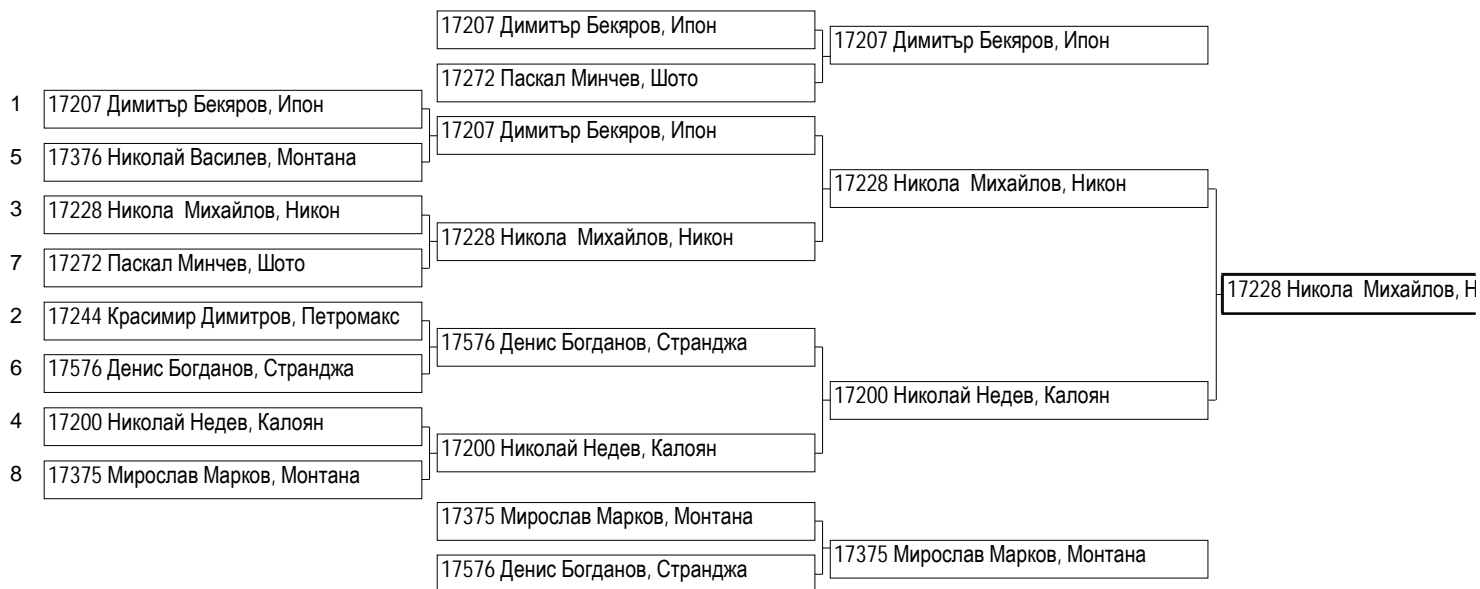 17207 Димитър Бекяров, Ипон
17207 Димитър Бекяров, Ипон
17272 Паскал Минчев, Шото
1 17207 Димитър Бекяров, Ипон
17207 Димитър Бекяров, Ипон
5 17376 Николай Василев, Монтана
17228 Никола  Михайлов, Никон
3 17228 Никола  Михайлов, Никон
17228 Никола  Михайлов, Никон
7 17272 Паскал Минчев, Шото
17228 Никола  Михайлов, Н
2 17244 Красимир Димитров, Петромакс
17576 Денис Богданов, Странджа
6 17576 Денис Богданов, Странджа
17200 Николай Недев, Калоян
4 17200 Николай Недев, Калоян
17200 Николай Недев, Калоян
8 17375 Мирослав Марков, Монтана
17375 Мирослав Марков, Монтана
17375 Мирослав Марков, Монтана
17576 Денис Богданов, Странджа